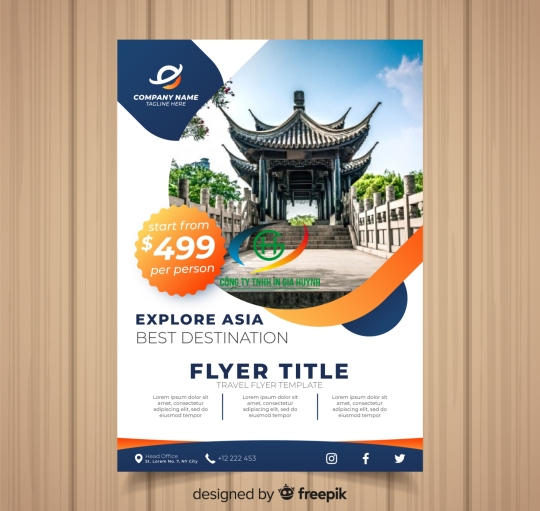 COMPANY NAME
TAGLINE HERE
start from
$499
per person
CÔNG TY TNHH IN GIA HUỲNH
EXPLORE ASIA
BEST DESTINATION
FLYER TITLE
TRAVEL FLYER TEMPLATE
Lorem ipsum dolor sit amet, consectetur adipiscing elit, sed do eiusmod
Lorem ipsum dolor sit amet, consectetur adipiscing elit, sed do eiusmod
Lorem ipsum dolor sit amet, consectetur adipiscing elit, sed do eiusmod
Head Office
St. Lorem No. 7, NY City
+12 222 453
designed by freepik